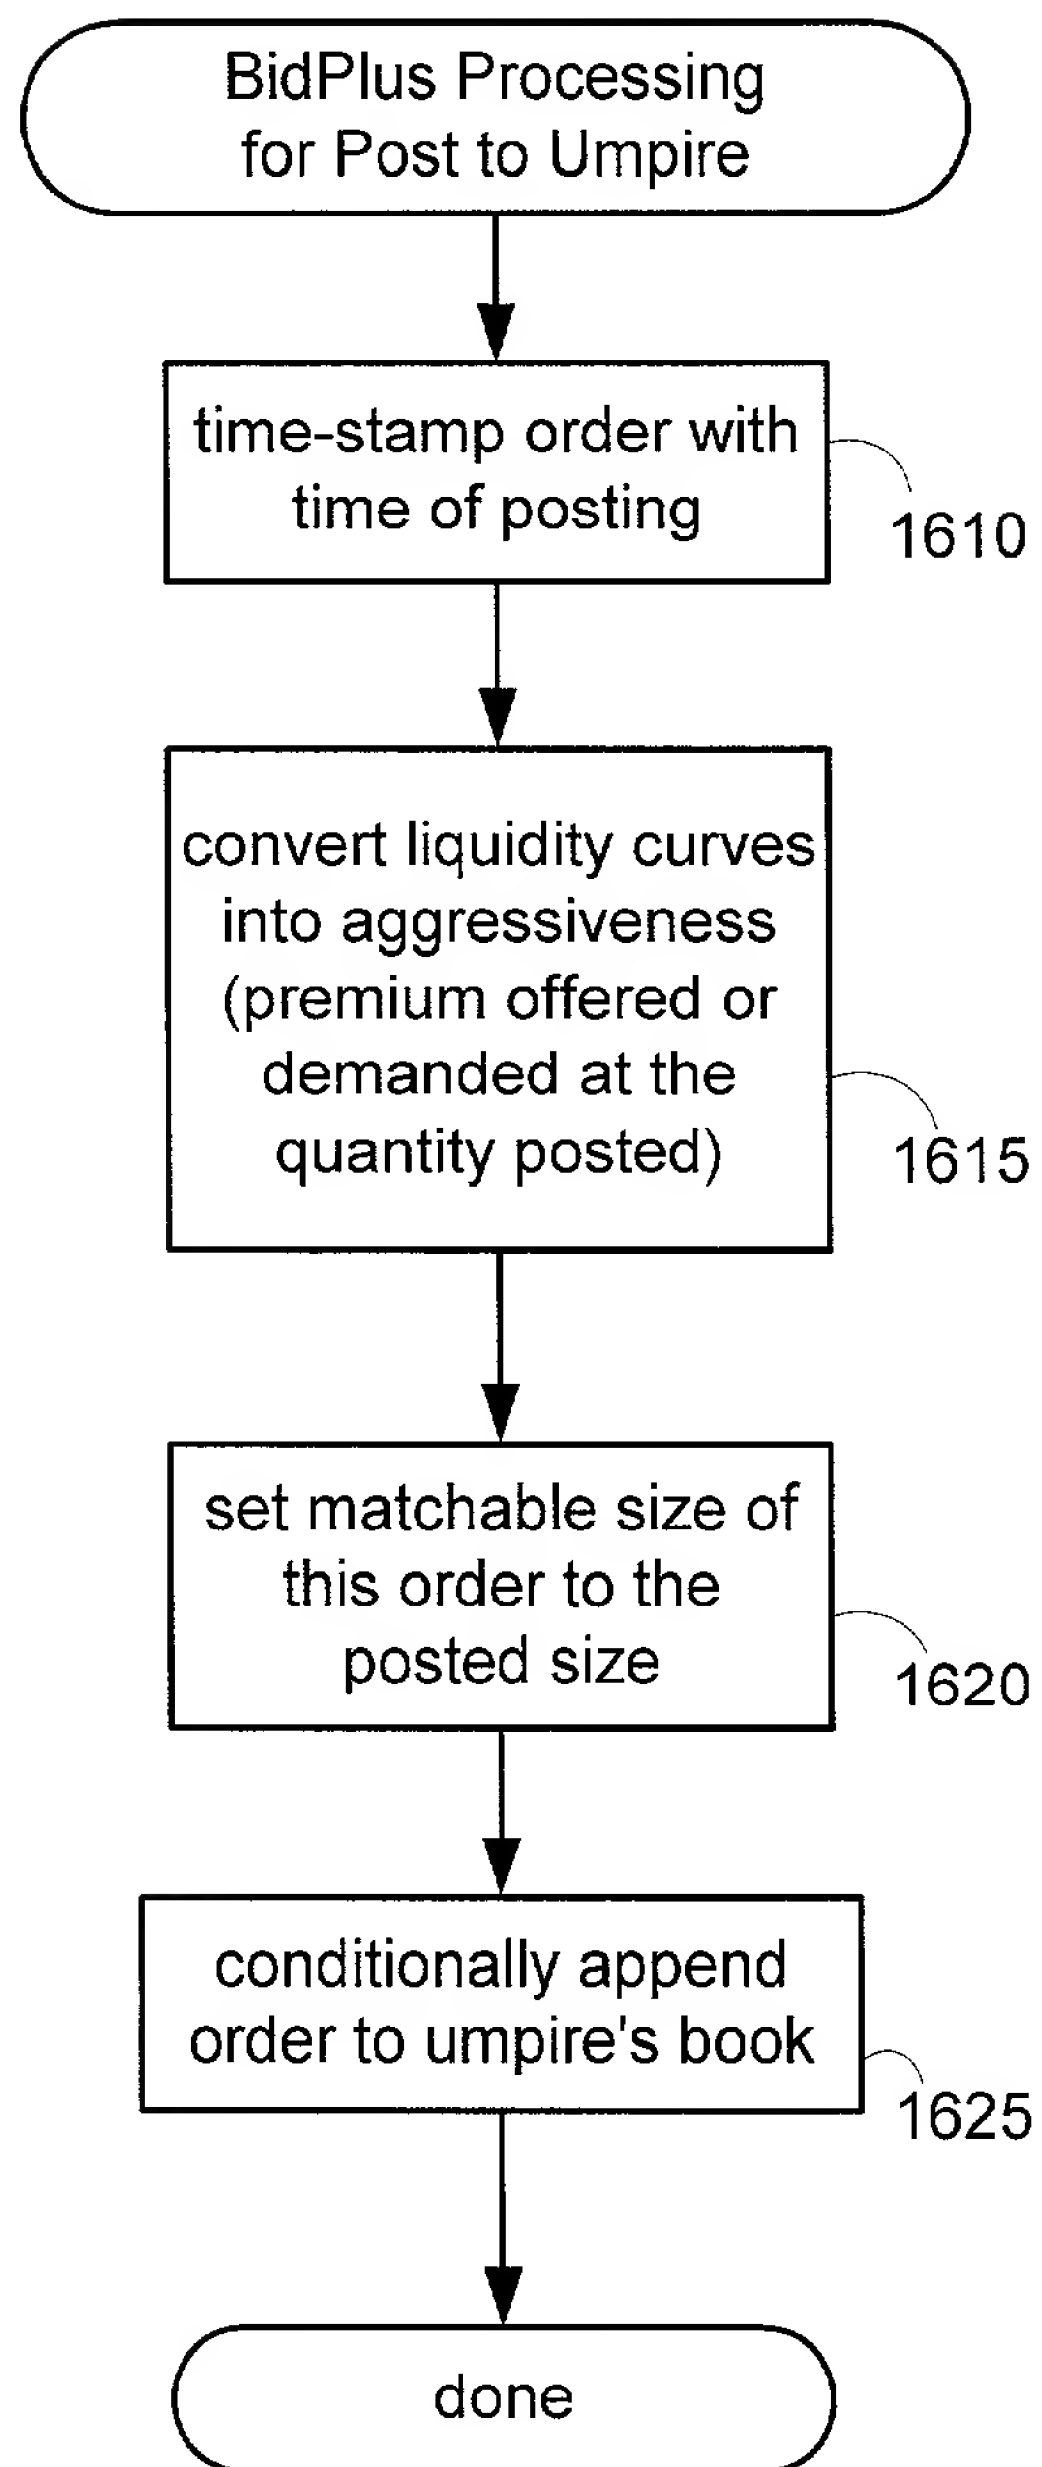 BidPlus Processing
for Post to Umpire
time-stamp order with
time of posting
1610
convert liquidity curves
into aggressiveness
(premium offered or
demanded at the
quantity posted)
1615
set matchable size of
this order to the
posted size
1620
conditionally append
order to umpire's book
1625
done